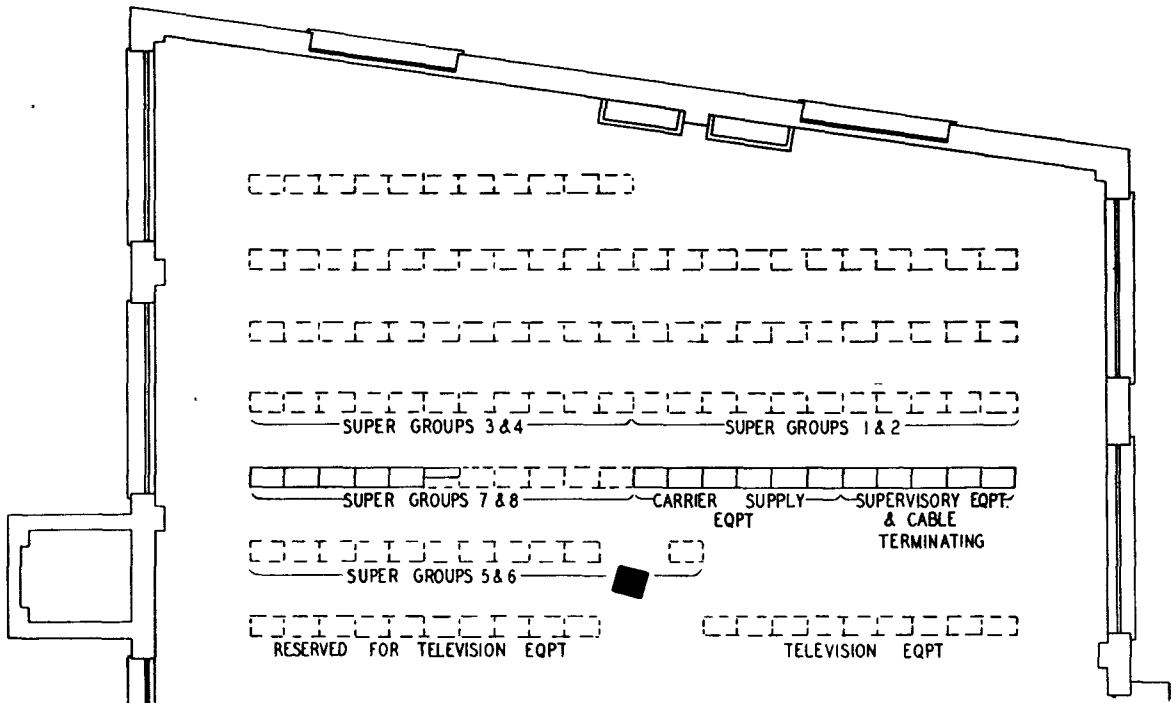 SUPER GROUPS 3 & 4
SUPER GROUPS 1 & 2
SUPER GROUPS 7 & 8
CARRIER SUPPLY
EQPT
SUPERVISORY EQPT.
& CABLE
TERMINATING
SUPER GROUPS 5 & 6
RESERVED FOR TELEVISION EQPT
TELEVISION EQPT